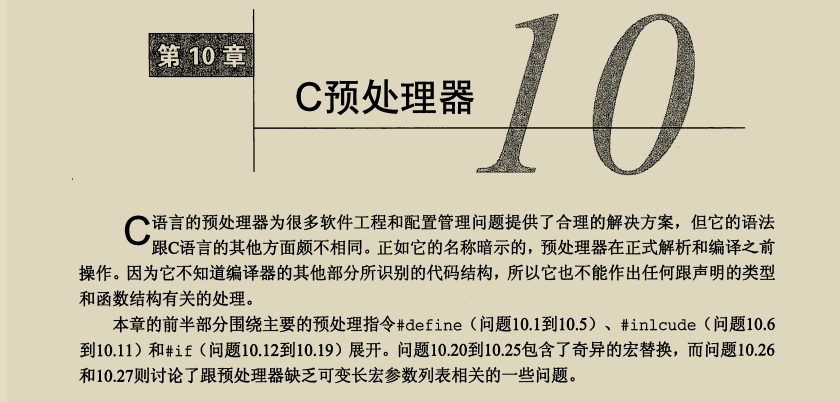 第 10 章
10
C预处理器
C语言的预处理器为很多软件工程和配置管理问题提供了合理的解决方案，但它的语法
跟C语言的其他方面颇不相同。正如它的名称暗示的，预处理器在正式解析和编译之前
操作。因为它不知道编译器的其他部分所识别的代码结构，所以它也不能作出任何跟声明的类型
和函数结构有关的处理。
本章的前半部分围绕主要的预处理指令#define（问题10.1到10.5）、#inlcude（问题10.6
到10.11）和#if（问题10.12到10.19）展开。问题10.20到10.25包含了奇异的宏替换，而问题10.26
和10.27则讨论了跟预处理器缺乏可变长宏参数列表相关的一些问题。